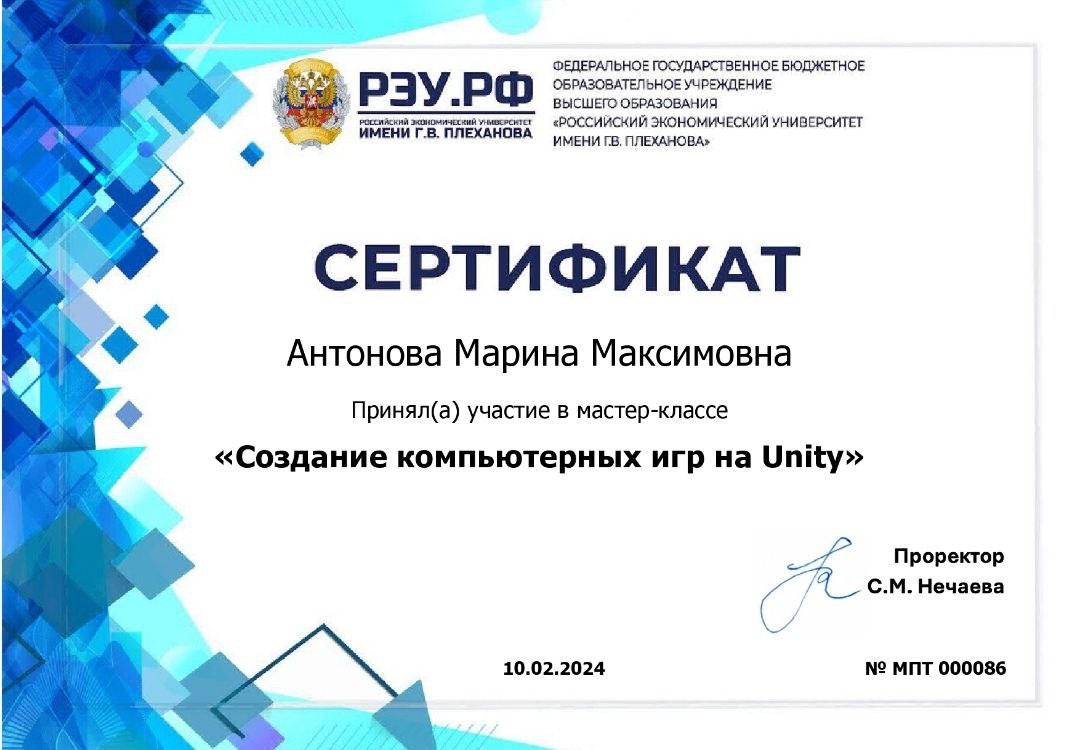 РЭУ.РФ
РОССИЙСКИЙ ЭКОНОМИЧЕСКИЙ УНИВЕРСИТЕТ
ИМЕНИ Г.В. ПЛЕХАНОВА
ФЕДЕРАЛЬНОЕ ГОСУДАРСТВЕННОЕ БЮДЖЕТНОЕ
ОБРАЗОВАТЕЛЬНОЕ УЧРЕЖДЕНИЕ
ВЫСШЕГО ОБРАЗОВАНИЯ
«РОССИЙСКИЙ ЭКОНОМИЧЕСКИЙ УНИВЕРСИТЕТ
ИМЕНИ Г.В. ПЛЕХАНОВА»
СЕРТИФИКАТ
Антонова Марина Максимовна
Принял(а) участие в мастер-классе
«Создание компьютерных игр на Unity»
Проректор
С.М. Нечаева
10.02.2024
№ МПТ 000086